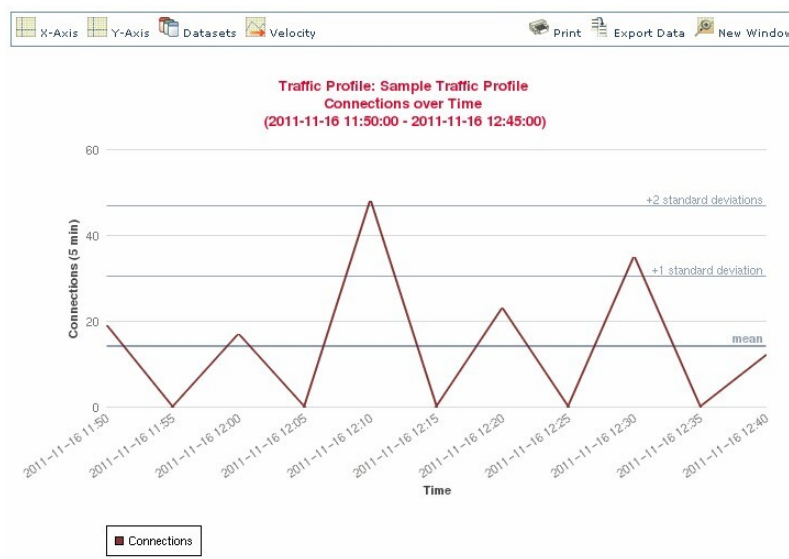 X-Axis Y-Axis Datasets Velocity Print Export Data New Window
Traffic Profile: Sample Traffic Profile
Connections over Time
(2011-11-16 11:50:00 - 2011-11-16 12:45:00)
Connections (5 min)
60
+2 standard deviations
40
+1 standard deviation
20
mean
0
2011-11-16 11:50
2011-11-16 11:55
2011-11-16 12:00
2011-11-16 12:05
2011-11-16 12:10
2011-11-16 12:15
2011-11-16 12:20
2011-11-16 12:25
2011-11-16 12:30
2011-11-16 12:35
2011-11-16 12:40
Time
Connections